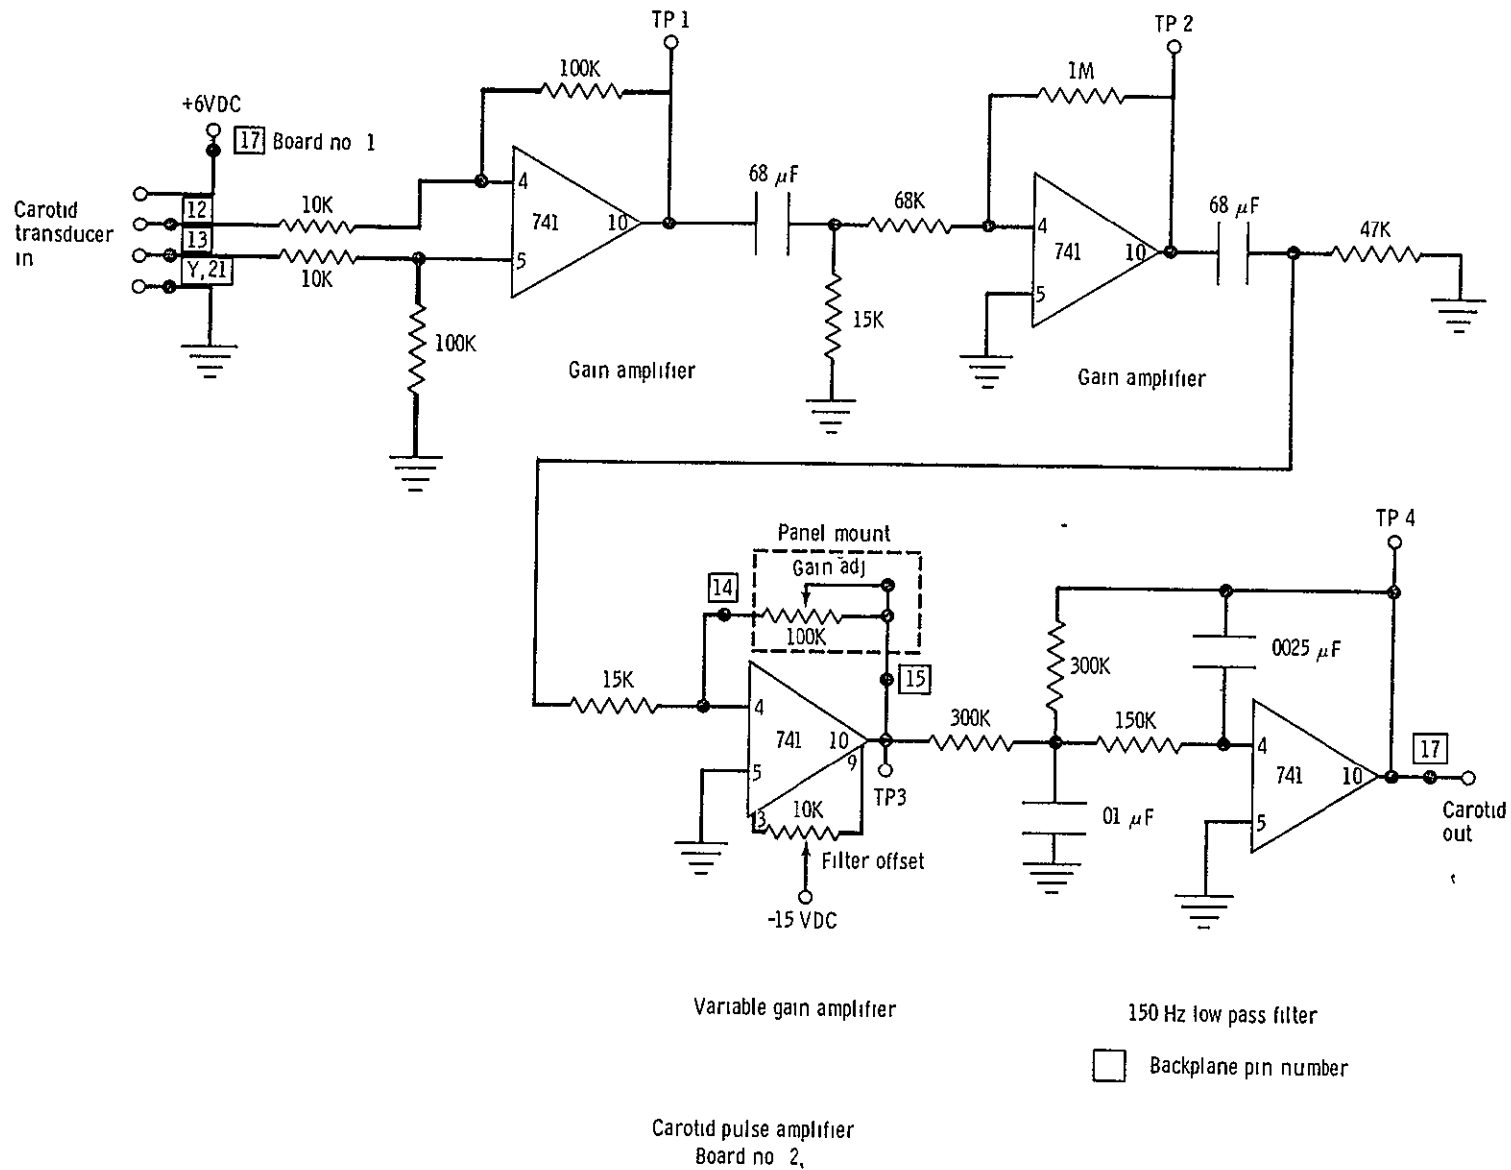 TP 1
TP 2
100K
1M
+6VDC
17 Board no 1
Carotid
transducer
in
12
13
Y, 21
10K
10K
4
741
10
5
100K
Gain amplifier
68 µF
68K
15K
4
741
10
5
Gain amplifier
68 µF
47K
Panel mount
Gain adj
14
100K
15
15K
4
741
10
9
5
3
10K
TP3
Filter offset
-15 VDC
300K
300K
150K
0025 µF
01 µF
TP 4
4
741
10
5
17
Carotid
out
Variable gain amplifier
150 Hz low pass filter
Backplane pin number
Carotid pulse amplifier
Board no 2,